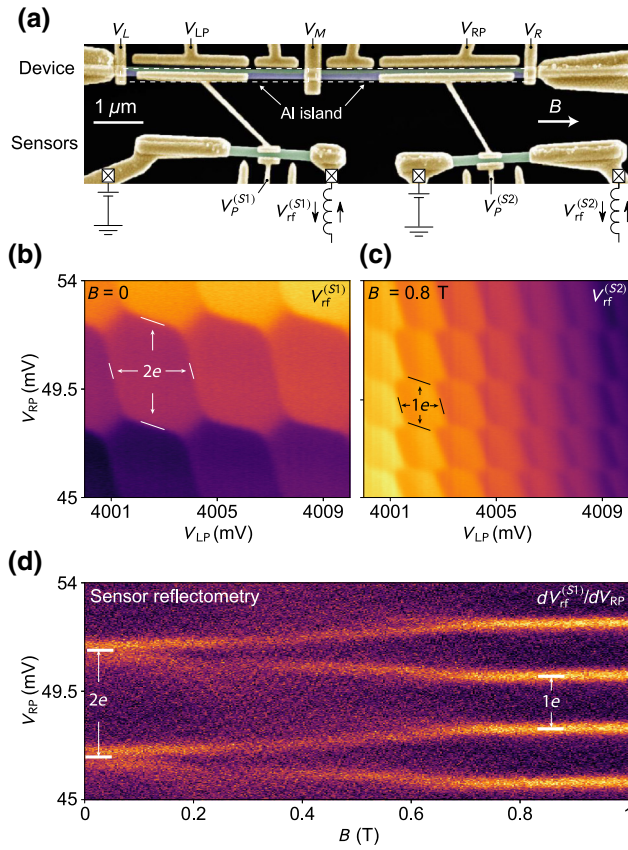 (a)
V_L V_LP V_M V_RP V_R
Device
Al island
1 μm
B
Sensors
V_P^(S1) V_rf^(S1) V_P^(S2) V_rf^(S2)
(b) (c)
54
B = 0 V_rf^(S1)
B = 0.8 T V_rf^(S2)
2e
1e
V_RP (mV)
49.5
45
4001 4005 4009
4001 4005 4009
V_LP (mV)
V_LP (mV)
(d)
54
Sensor reflectometry dV_rf^(S1)/dV_RP
V_RP (mV)
49.5
2e
1e
45
0 0.2 0.4 0.6 0.8 1
B (T)